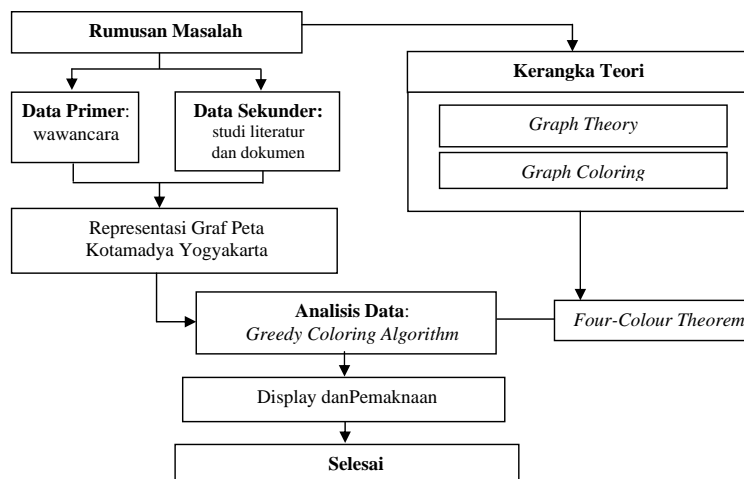 Rumusan Masalah
Kerangka Teori
Graph Theory
Graph Coloring
Data Primer:
wawancara
Data Sekunder:
studi literatur
dan dokumen
Representasi Graf Peta
Kotamadya Yogyakarta
Analisis Data:
Greedy Coloring Algorithm
Four-Colour Theorem
Display danPemaknaan
Selesai